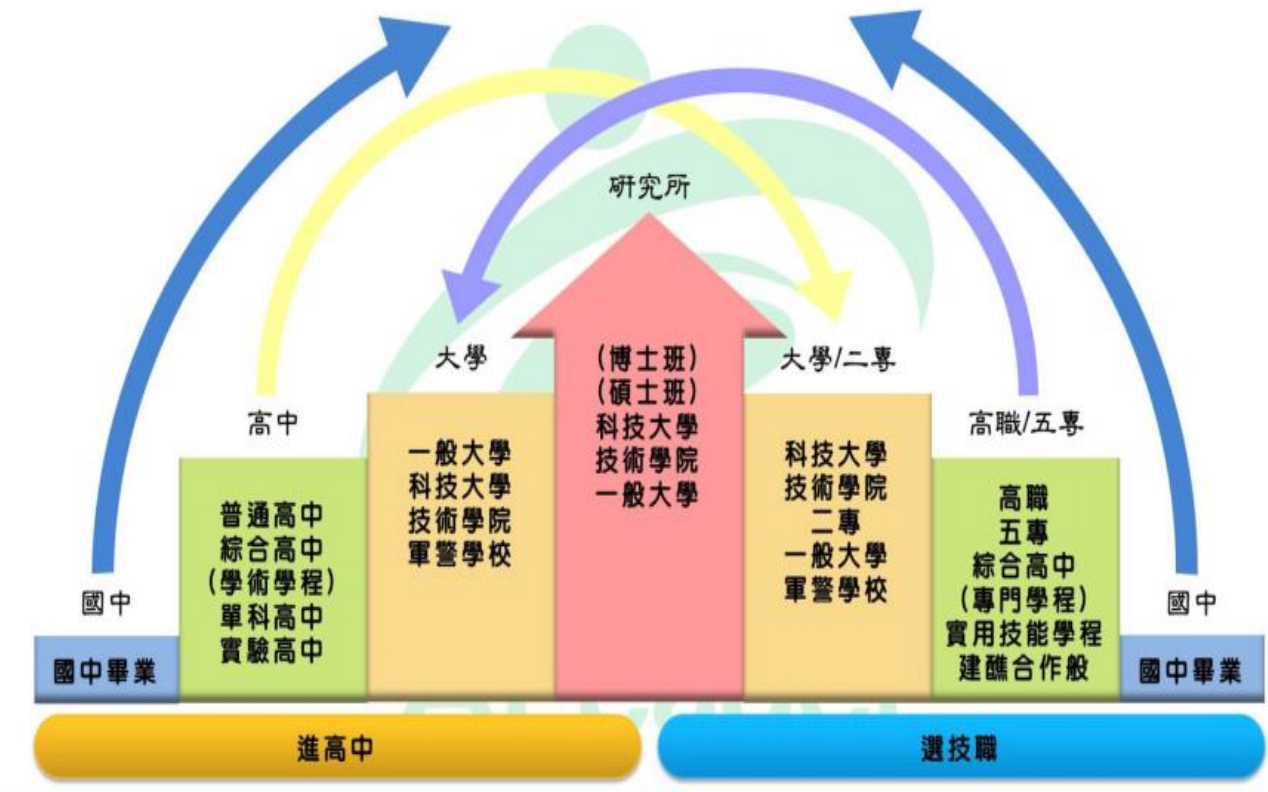 研究所
大學
大學/二專
高中
高職/五專
國中
國中
(博士班)
(碩士班)
科技大學
技術學院
一般大學
一般大學
科技大學
技術學院
軍警學校
科技大學
技術學院
二專
一般大學
軍警學校
普通高中
綜合高中
(學術學程)
單科高中
實驗高中
高職
五專
綜合高中
(專門學程)
實用技能學程
建醮合作般
國中畢業
國中畢業
進高中
選技職